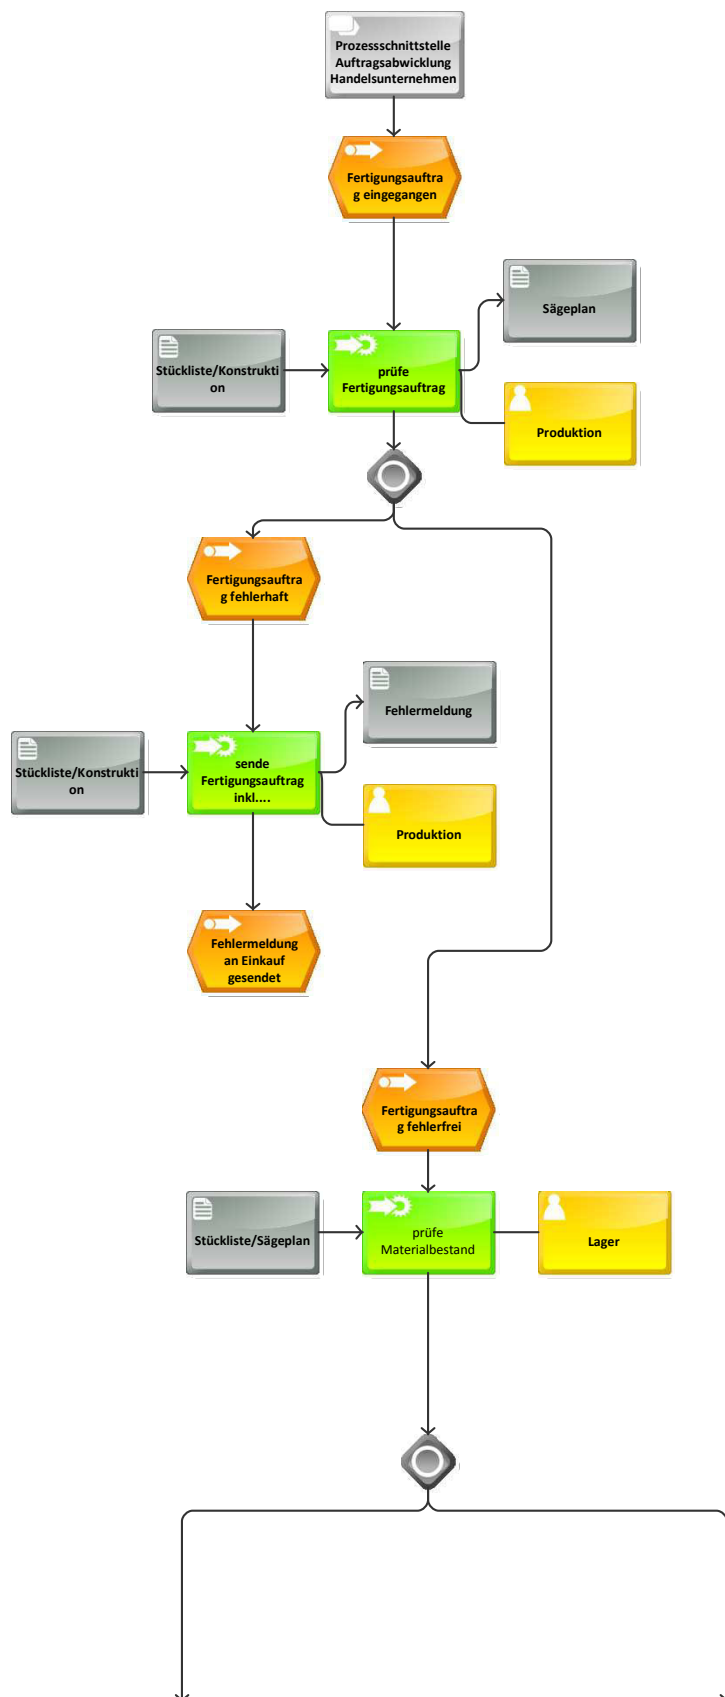 Prozessschnittstelle
Auftragsabwicklung
Handelsunternehmen
Fertigungsauftra
g eingegangen
Sägeplan
Stückliste/Konstrukti
on
prüfe
Fertigungsauftrag
Produktion
Fertigungsauftra
g fehlerhaft
Fehlermeldung
Stückliste/Konstrukti
on
sende
Fertigungsauftrag
inkl....
Produktion
Fehlermeldung
an Einkauf
gesendet
Fertigungsauftra
g fehlerfrei
Stückliste/Sägeplan
prüfe
Materialbestand
Lager